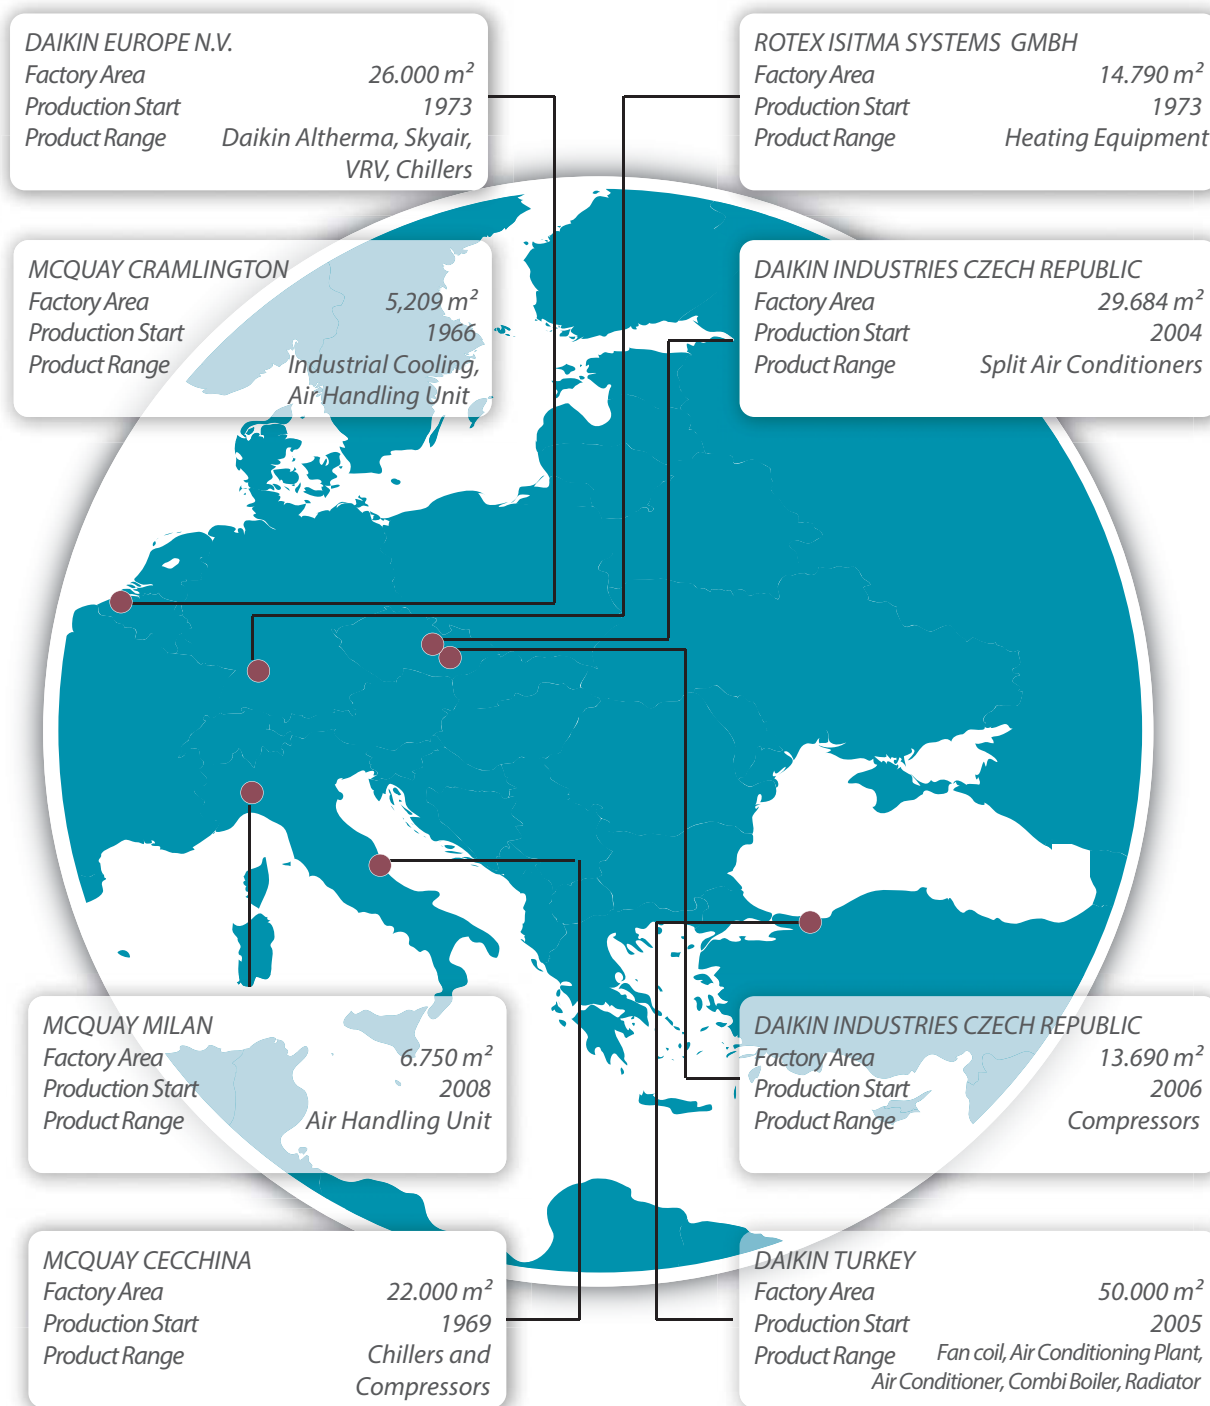 DAIKIN EUROPE N.V.
Factory Area 26.000 m²
Production Start 1973
Product Range Daikin Altherma, Skyair,
VRV, Chillers
ROTEX ISITMA SYSTEMS GMBH
Factory Area 14.790 m²
Production Start 1973
Product Range Heating Equipment
MCQUAY CRAMLINGTON
Factory Area 5,209 m²
Production Start 1966
Product Range Industrial Cooling,
Air Handling Unit
DAIKIN INDUSTRIES CZECH REPUBLIC
Factory Area 29.684 m²
Production Start 2004
Product Range Split Air Conditioners
MCQUAY MILAN
Factory Area 6.750 m²
Production Start 2008
Product Range Air Handling Unit
DAIKIN INDUSTRIES CZECH REPUBLIC
Factory Area 13.690 m²
Production Start 2006
Product Range Compressors
MCQUAY CECCHINA
Factory Area 22.000 m²
Production Start 1969
Product Range Chillers and
Compressors
DAIKIN TURKEY
Factory Area 50.000 m²
Production Start 2005
Product Range Fan coil, Air Conditioning Plant,
Air Conditioner, Combi Boiler, Radiator